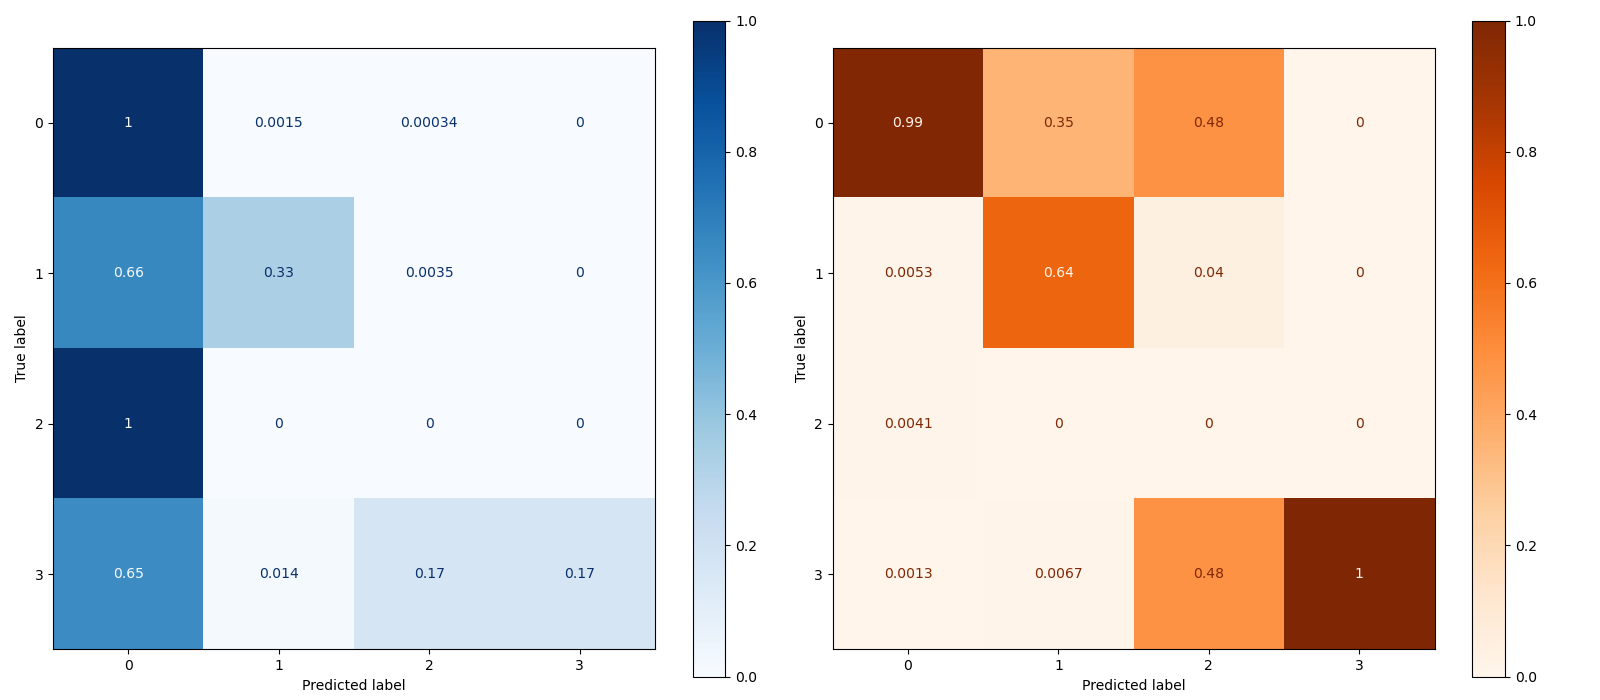 1.0
0 1 0.0015 0.00034 0
0.8
1 0.66 0.33 0.0035 0
0.6
True label
2 1 0 0 0
0.4
0.2
3 0.65 0.014 0.17 0.17
0.0
0 1 2 3
Predicted label
1.0
0 0.99 0.35 0.48 0
0.8
1 0.0053 0.64 0.04 0
0.6
True label
2 0.0041 0 0 0
0.4
0.2
3 0.0013 0.0067 0.48 1
0.0
0 1 2 3
Predicted label